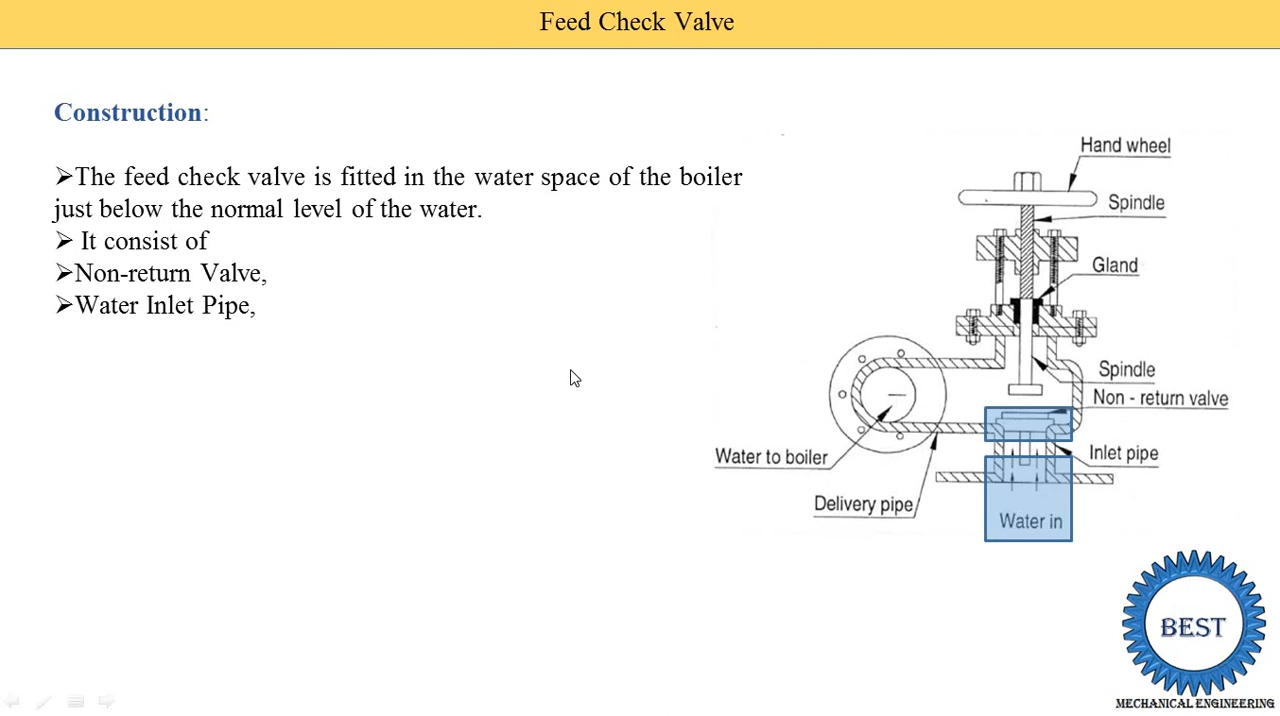 Feed Check Valve
Construction:
➢The feed check valve is fitted in the water space of the boiler
just below the normal level of the water.
➢ It consist of
➢Non-return Valve,
➢Water Inlet Pipe,
Hand wheel
Spindle
Gland
Spindle
Non - return valve
Inlet pipe
Water to boiler
Delivery pipe
Water in
BEST
MECHANICAL ENGINEERING